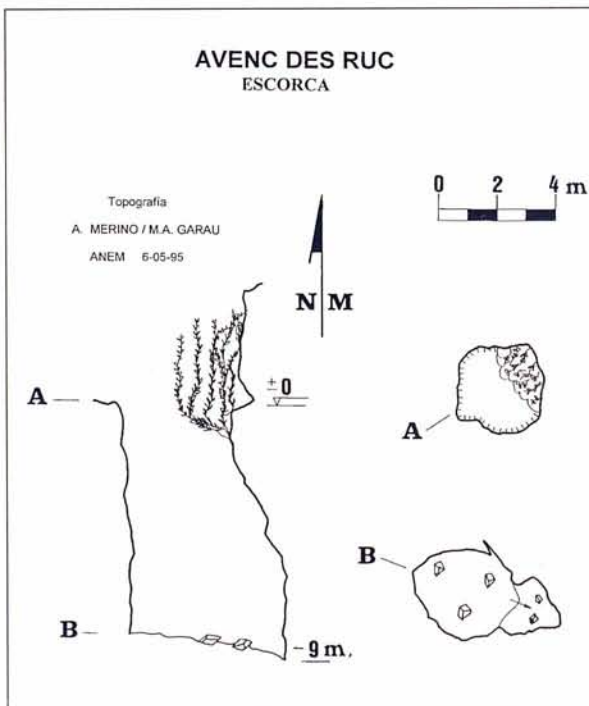 AVENC DES RUC
ESCORCA
0 2 4 m
Topografía
A. MERINO / M.A. GARAU
ANEM 6-05-95
N M
± 0
A
A
B
B
-9 m.